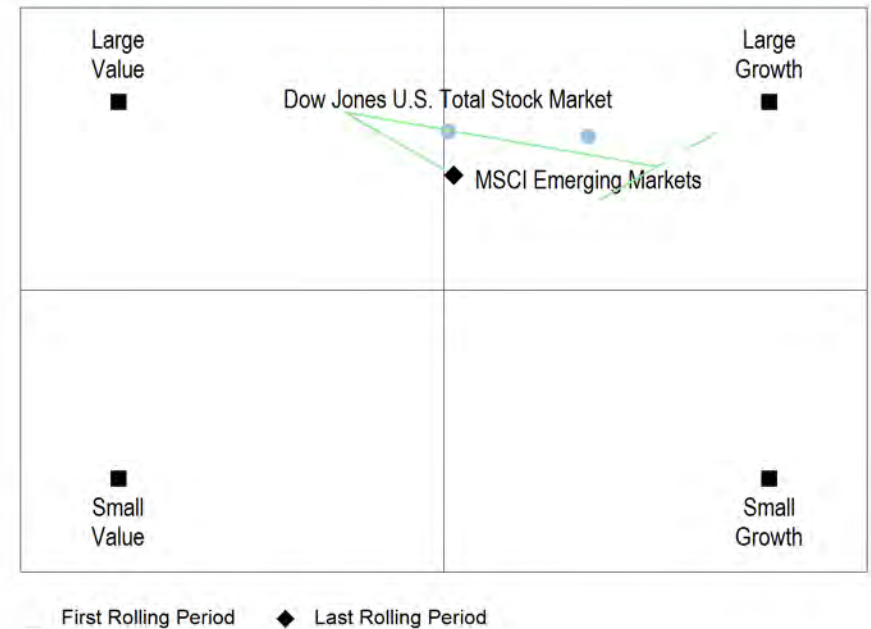 Large
Value
Large
Growth
Dow Jones U.S. Total Stock Market
MSCI Emerging Markets
Small
Value
Small
Growth
First Rolling Period
Last Rolling Period